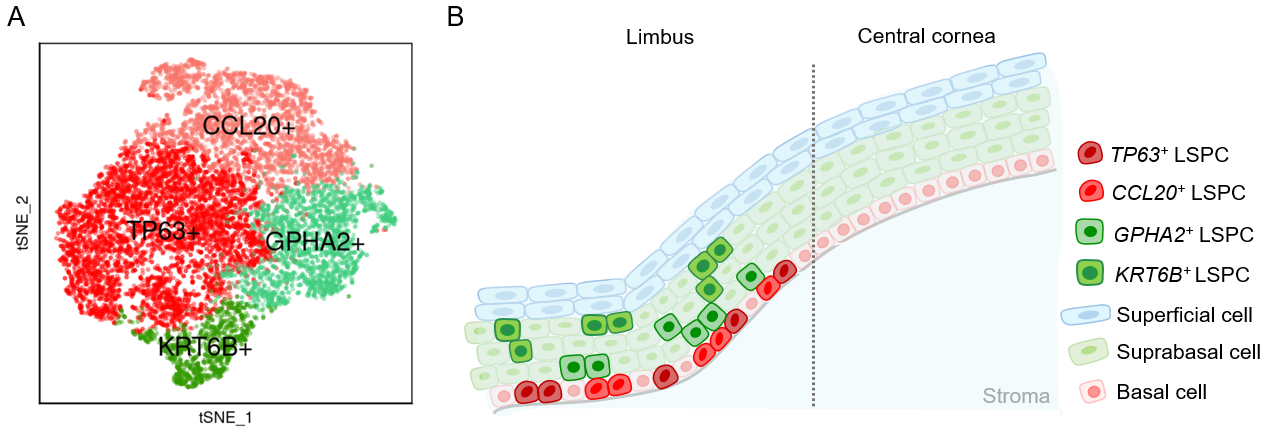 A
CCL20+
TP63+
GPHA2+
KRT6B+
tSNE_2
tSNE_1
B
Limbus
Central cornea
Stroma
TP63+ LSPC
CCL20+ LSPC
GPHA2+ LSPC
KRT6B+ LSPC
Superficial cell
Suprabasal cell
Basal cell